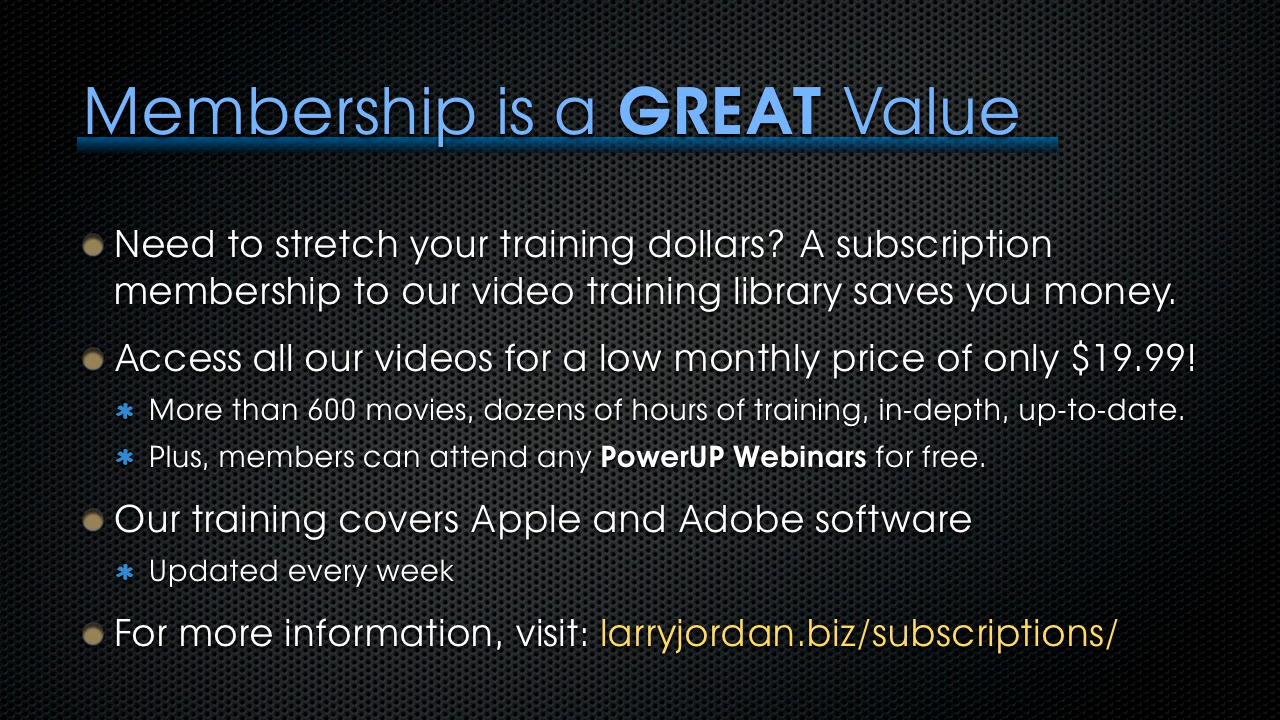 Membership is a GREAT Value
Need to stretch your training dollars? A subscription
membership to our video training library saves you money.
Access all our videos for a low monthly price of only $19.99!
More than 600 movies, dozens of hours of training, in-depth, up-to-date.
Plus, members can attend any PowerUP Webinars for free.
Our training covers Apple and Adobe software
Updated every week
For more information, visit: larryjordan.biz/subscriptions/